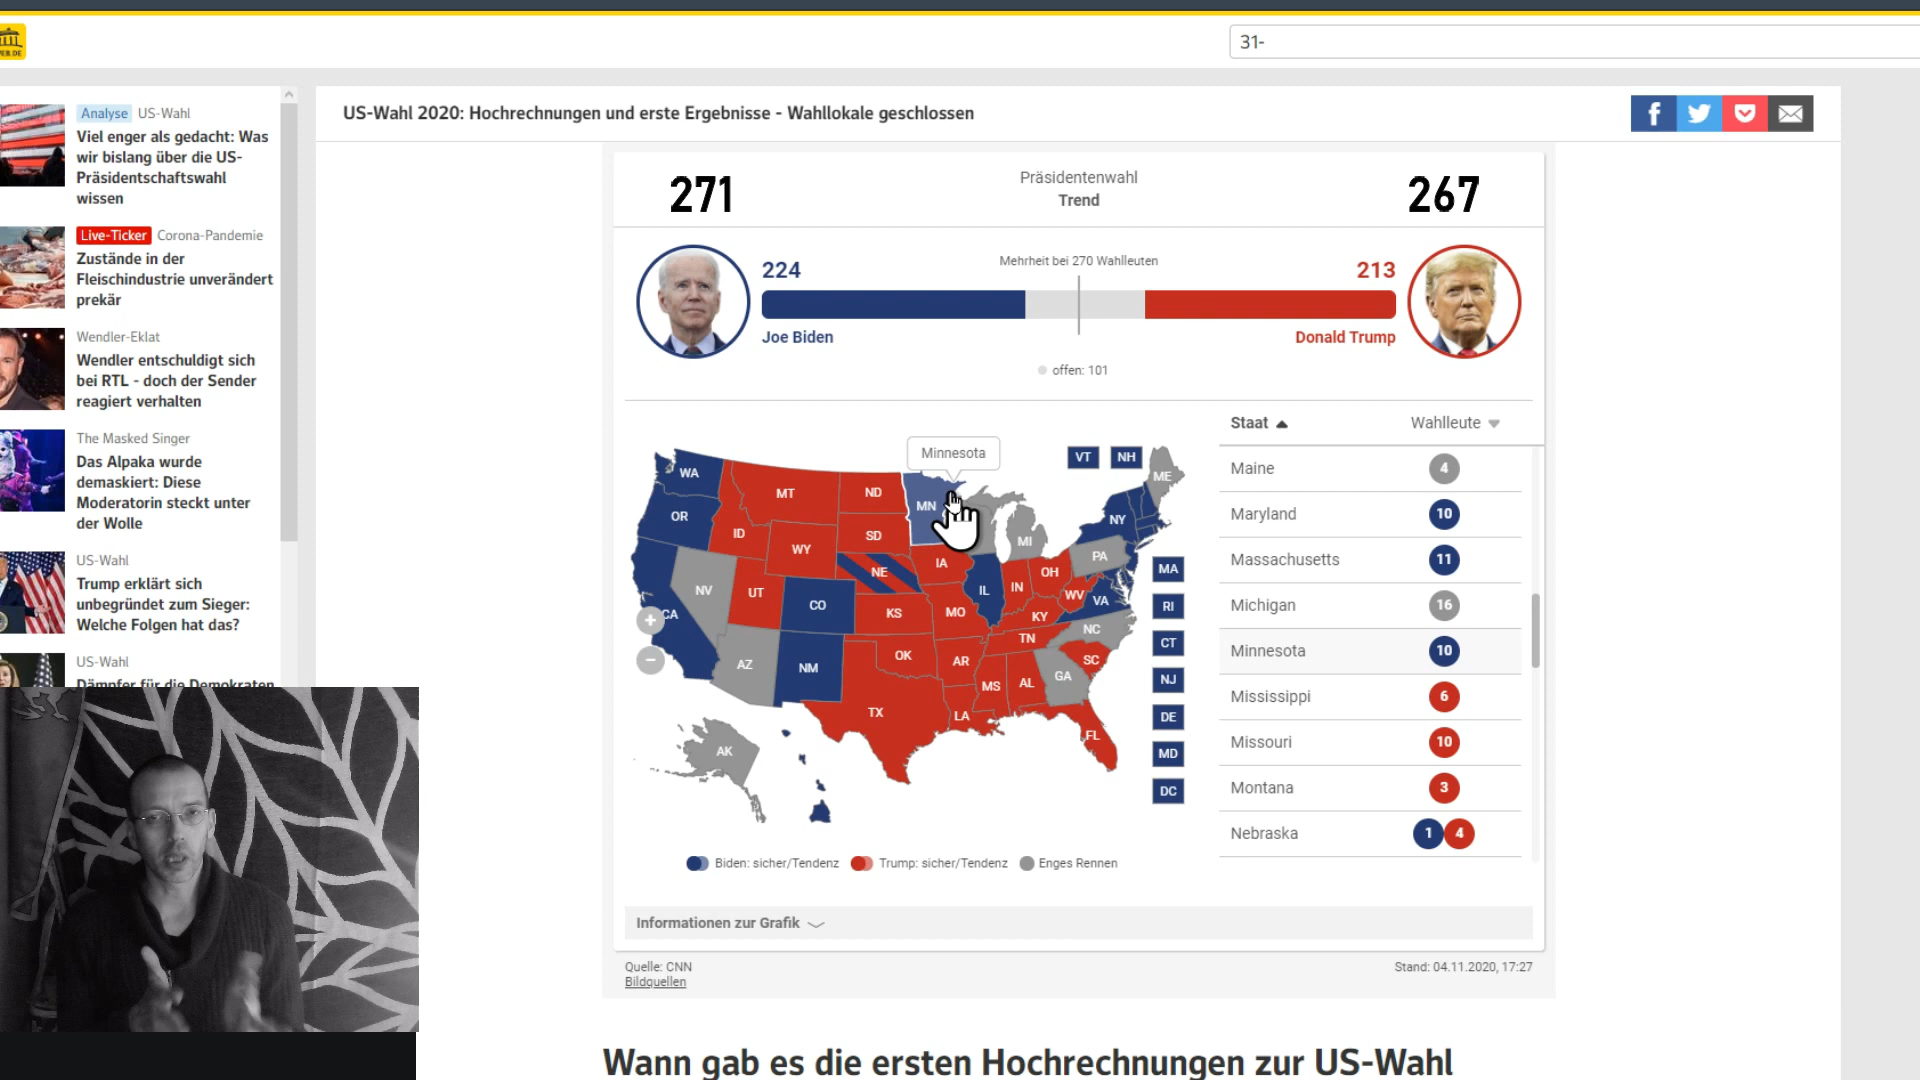 31-
US-Wahl 2020: Hochrechnungen und erste Ergebnisse - Wahllokale geschlossen
Analyse US-Wahl
Viel enger als gedacht: Was
wir bislang über die US-
Präsidentschaftswahl
wissen
Live-Ticker Corona-Pandemie
Zustände in der
Fleischindustrie unverändert
prekär
Wendler-Eklat
Wendler entschuldigt sich
bei RTL - doch der Sender
reagiert verhalten
The Masked Singer
Das Alpaka wurde
demaskiert: Diese
Moderatorin steckt unter
der Wolle
US-Wahl
Trump erklärt sich
unbegründet zum Sieger:
Welche Folgen hat das?
US-Wahl
Dämpfer für die Demokraten
271
Präsidentenwahl
Trend
267
224
Mehrheit bei 270 Wahlleuten
213
Joe Biden
Donald Trump
offen: 101
Minnesota
VT
NH
WA
MT
ND
MN
ME
OR
ID
SD
NY
WY
MI
NE
IA
PA
NV
UT
CO
IL
IN
OH
WV
VA
CA
KS
MO
KY
NC
AZ
NM
OK
AR
TN
SC
MS
AL
GA
TX
LA
FL
AK
MA
RI
CT
NJ
DE
MD
DC
+
−
Staat Wahlleute
Maine 4
Maryland 10
Massachusetts 11
Michigan 16
Minnesota 10
Mississippi 6
Missouri 10
Montana 3
Nebraska 1 4
Biden: sicher/Tendenz Trump: sicher/Tendenz Enges Rennen
Informationen zur Grafik
Quelle: CNN
Bildquellen
Stand: 04.11.2020, 17:27
Wann gab es die ersten Hochrechnungen zur US-Wahl